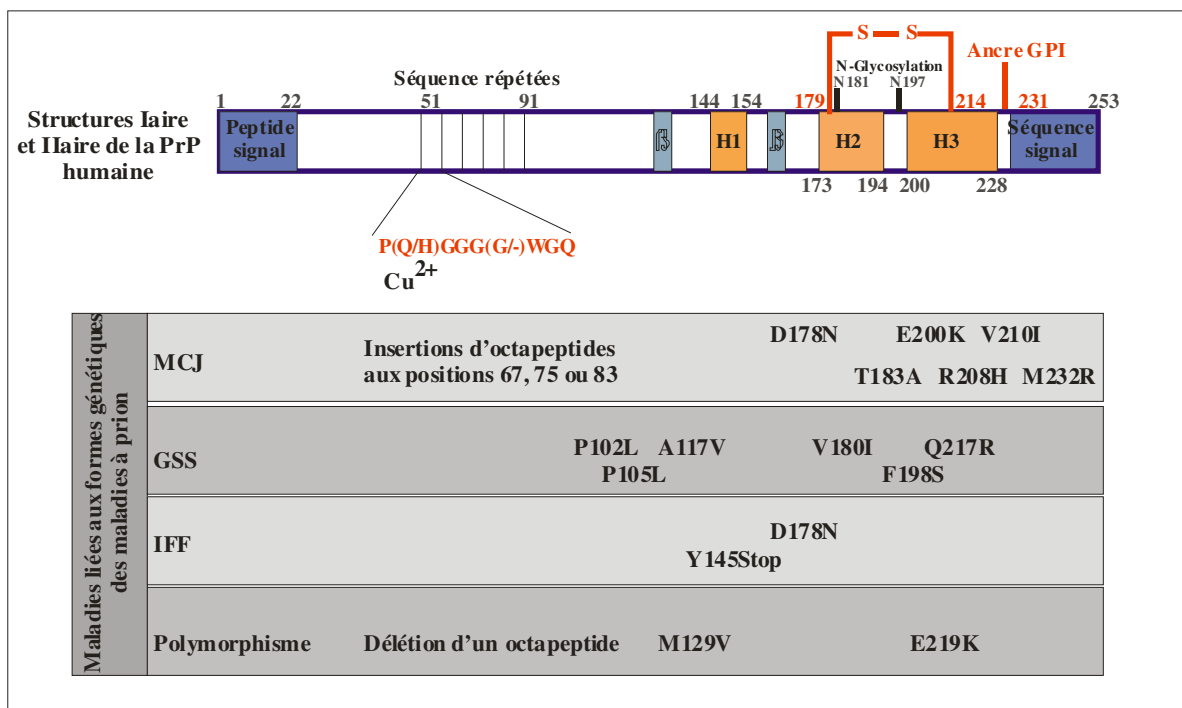 S S
Ancre GPI
N-Glycosylation
N181 N197
Séquence répétées
1 22 51 91 144 154 179 214 231 253
Structures Iaire
et IIaire de la PrP
humaine
Peptide
signal
β H1 β H2 H3
Séquence
signal
173 194 200 228
P(Q/H)GGG(G/-)WGQ
Cu2+
Maladies liées aux formes génétiques
des maladies à prion
MCJ
Insertions d'octapeptides
aux positions 67, 75 ou 83
D178N E200K V210I
T183A R208H M232R
GSS
P102L A117V V180I Q217R
P105L F198S
IFF
D178N
Y145Stop
Polymorphisme Délétion d'un octapeptide M129V E219K